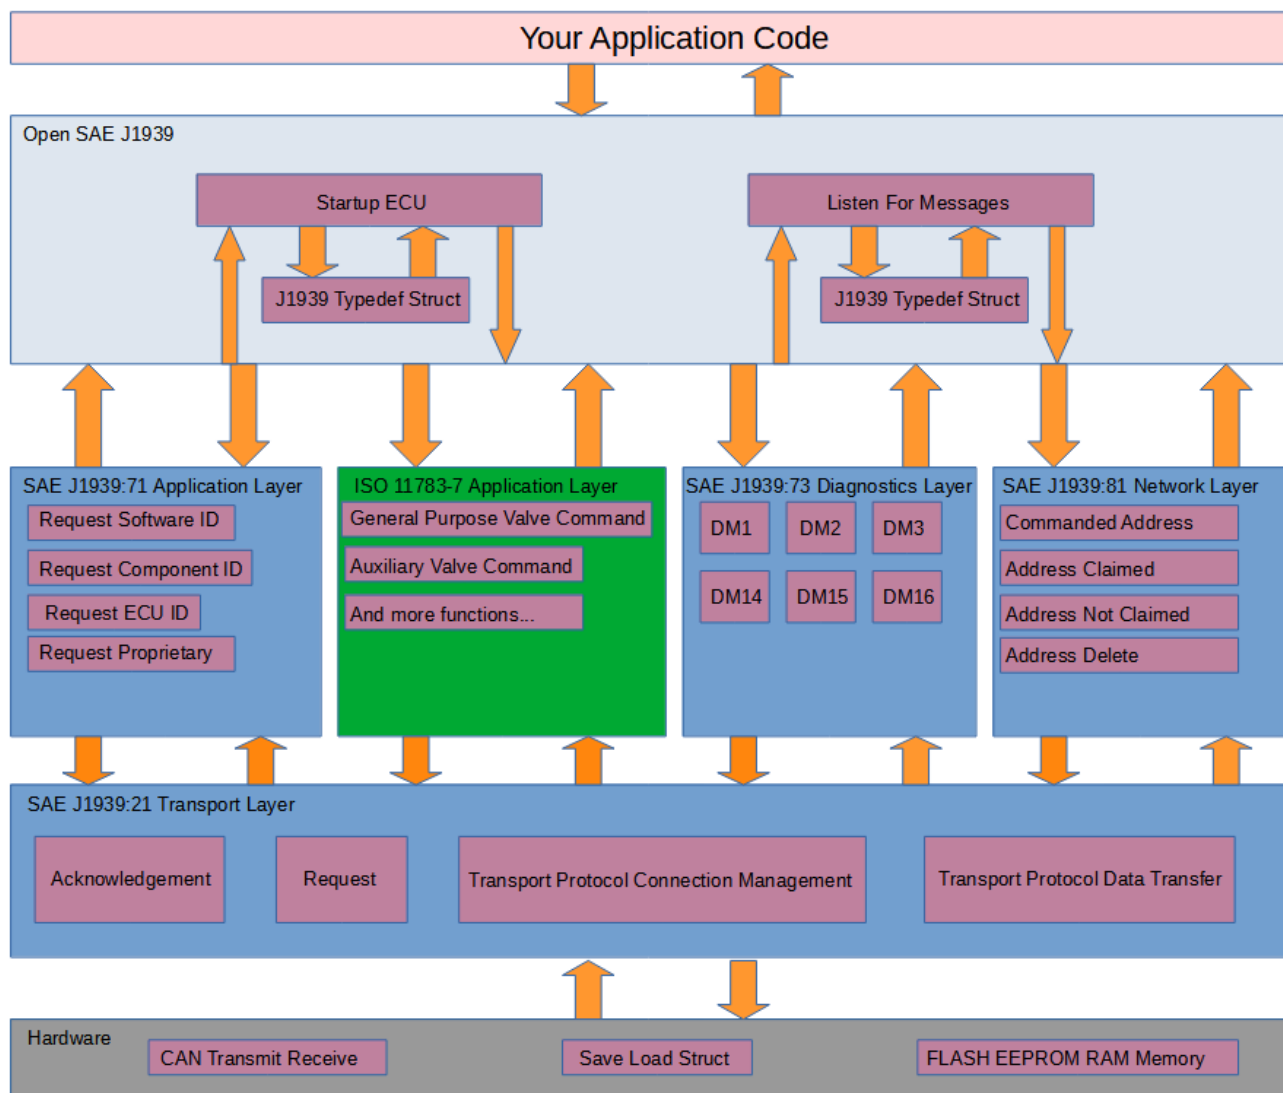 Your Application Code
Open SAE J1939
Startup ECU
Listen For Messages
J1939 Typedef Struct
J1939 Typedef Struct
SAE J1939:71 Application Layer
Request Software ID
Request Component ID
Request ECU ID
Request Proprietary
ISO 11783-7 Application Layer
General Purpose Valve Command
Auxiliary Valve Command
And more functions...
SAE J1939:73 Diagnostics Layer
DM1
DM2
DM3
DM14
DM15
DM16
SAE J1939:81 Network Layer
Commanded Address
Address Claimed
Address Not Claimed
Address Delete
SAE J1939:21 Transport Layer
Acknowledgement
Request
Transport Protocol Connection Management
Transport Protocol Data Transfer
Hardware
CAN Transmit Receive
Save Load Struct
FLASH EEPROM RAM Memory